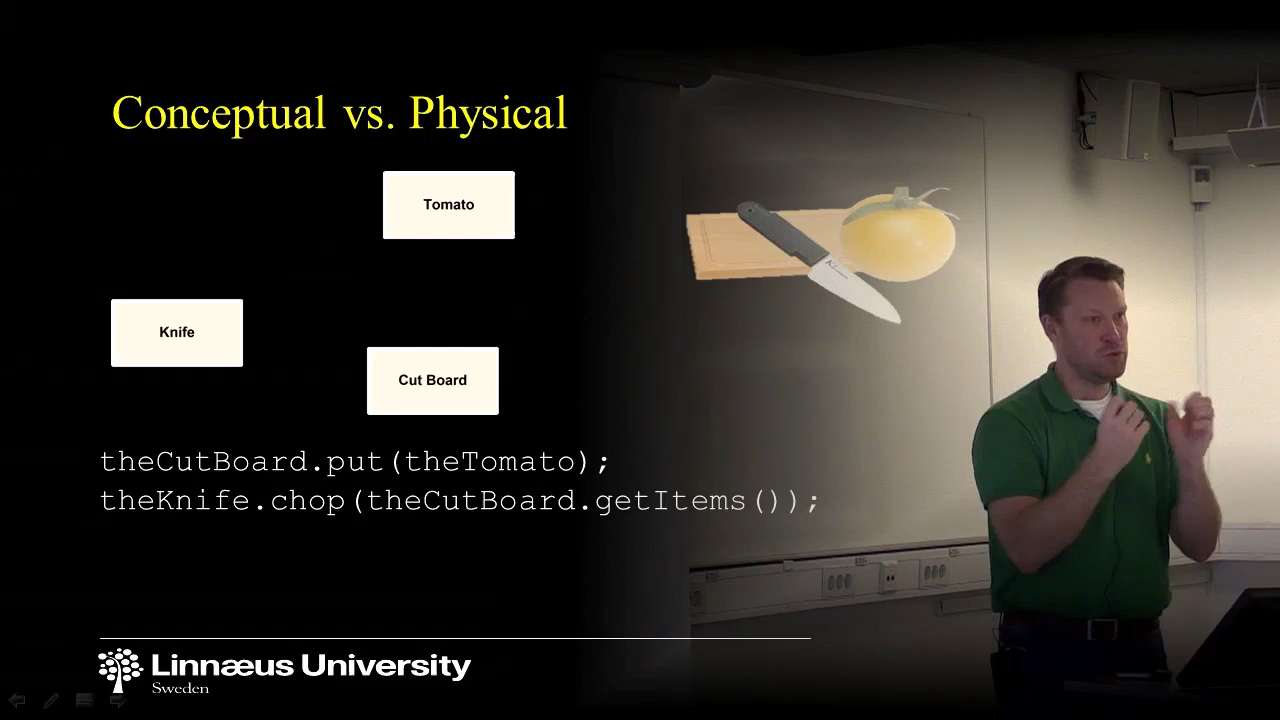 Conceptual vs. Physical
Tomato
Knife
Cut Board
theCutBoard.put(theTomato);
theKnife.chop(theCutBoard.getItems());
Linnæus University
Sweden